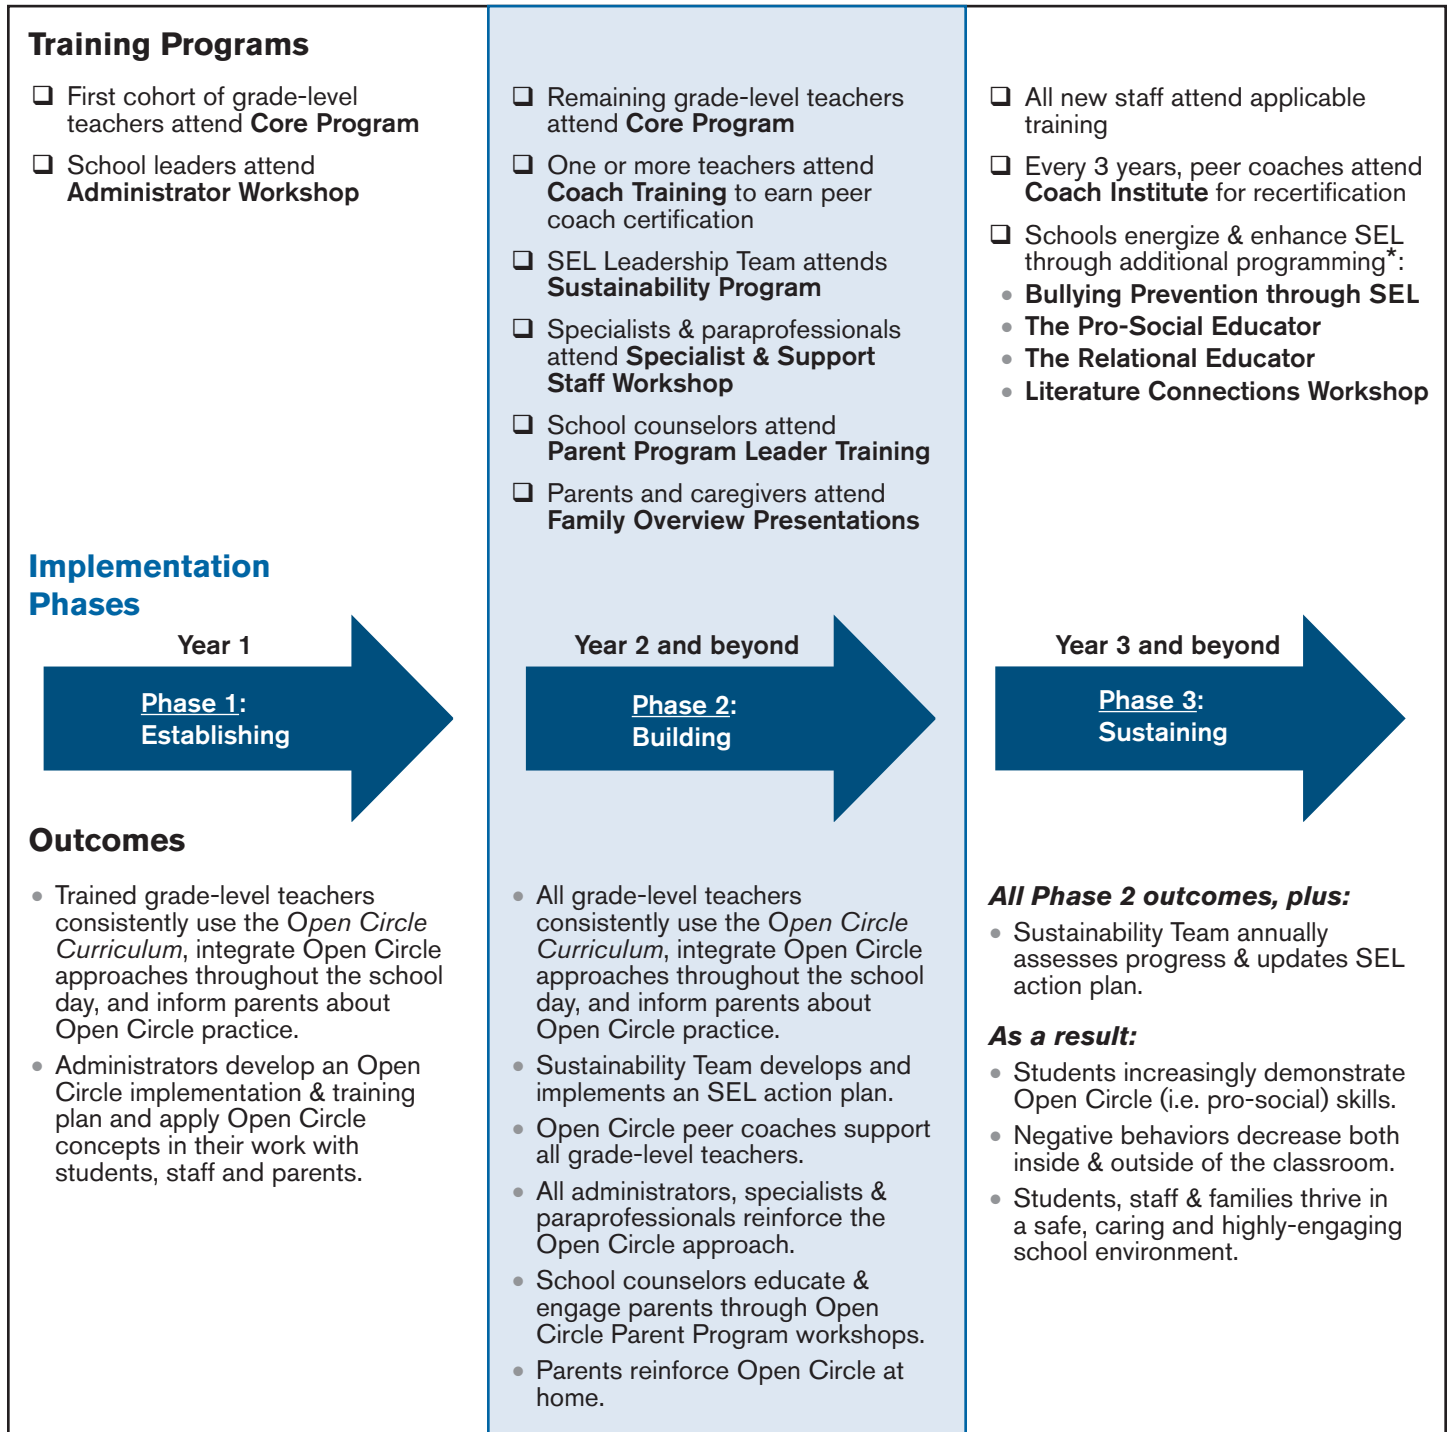 Training Programs
❑ First cohort of grade-level
teachers attend Core Program
❑ School leaders attend
Administrator Workshop
❑ Remaining grade-level teachers
attend Core Program
❑ One or more teachers attend
Coach Training to earn peer
coach certification
❑ SEL Leadership Team attends
Sustainability Program
❑ Specialists & paraprofessionals
attend Specialist & Support
Staff Workshop
❑ School counselors attend
Parent Program Leader Training
❑ Parents and caregivers attend
Family Overview Presentations
❑ All new staff attend applicable
training
❑ Every 3 years, peer coaches attend
Coach Institute for recertification
❑ Schools energize & enhance SEL
through additional programming*:
• Bullying Prevention through SEL
• The Pro-Social Educator
• The Relational Educator
• Literature Connections Workshop
Implementation
Phases
Year 1
Phase 1:
Establishing
Year 2 and beyond
Phase 2:
Building
Year 3 and beyond
Phase 3:
Sustaining
Outcomes
• Trained grade-level teachers
consistently use the Open Circle
Curriculum, integrate Open Circle
approaches throughout the school
day, and inform parents about
Open Circle practice.
• Administrators develop an Open
Circle implementation & training
plan and apply Open Circle
concepts in their work with
students, staff and parents.
• All grade-level teachers
consistently use the Open Circle
Curriculum, integrate Open Circle
approaches throughout the school
day, and inform parents about
Open Circle practice.
• Sustainability Team develops and
implements an SEL action plan.
• Open Circle peer coaches support
all grade-level teachers.
• All administrators, specialists &
paraprofessionals reinforce the
Open Circle approach.
• School counselors educate &
engage parents through Open
Circle Parent Program workshops.
• Parents reinforce Open Circle at
home.
All Phase 2 outcomes, plus:
• Sustainability Team annually
assesses progress & updates SEL
action plan.
As a result:
• Students increasingly demonstrate
Open Circle (i.e. pro-social) skills.
• Negative behaviors decrease both
inside & outside of the classroom.
• Students, staff & families thrive in
a safe, caring and highly-engaging
school environment.